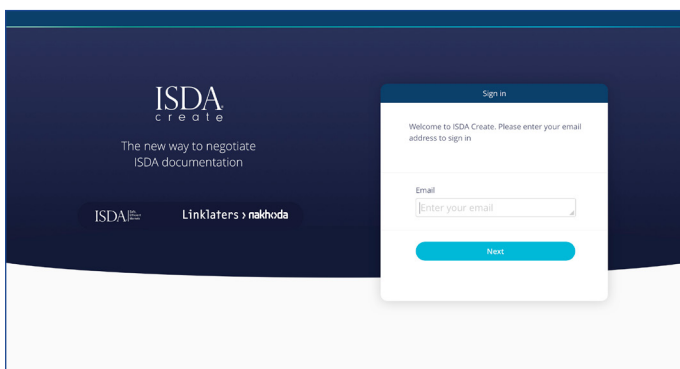 ISDA
create
The new way to negotiate
ISDA documentation
ISDA
Linklaters › nakhoda
Sign in
Welcome to ISDA Create. Please enter your email
address to sign in
Email
Enter your email
Next